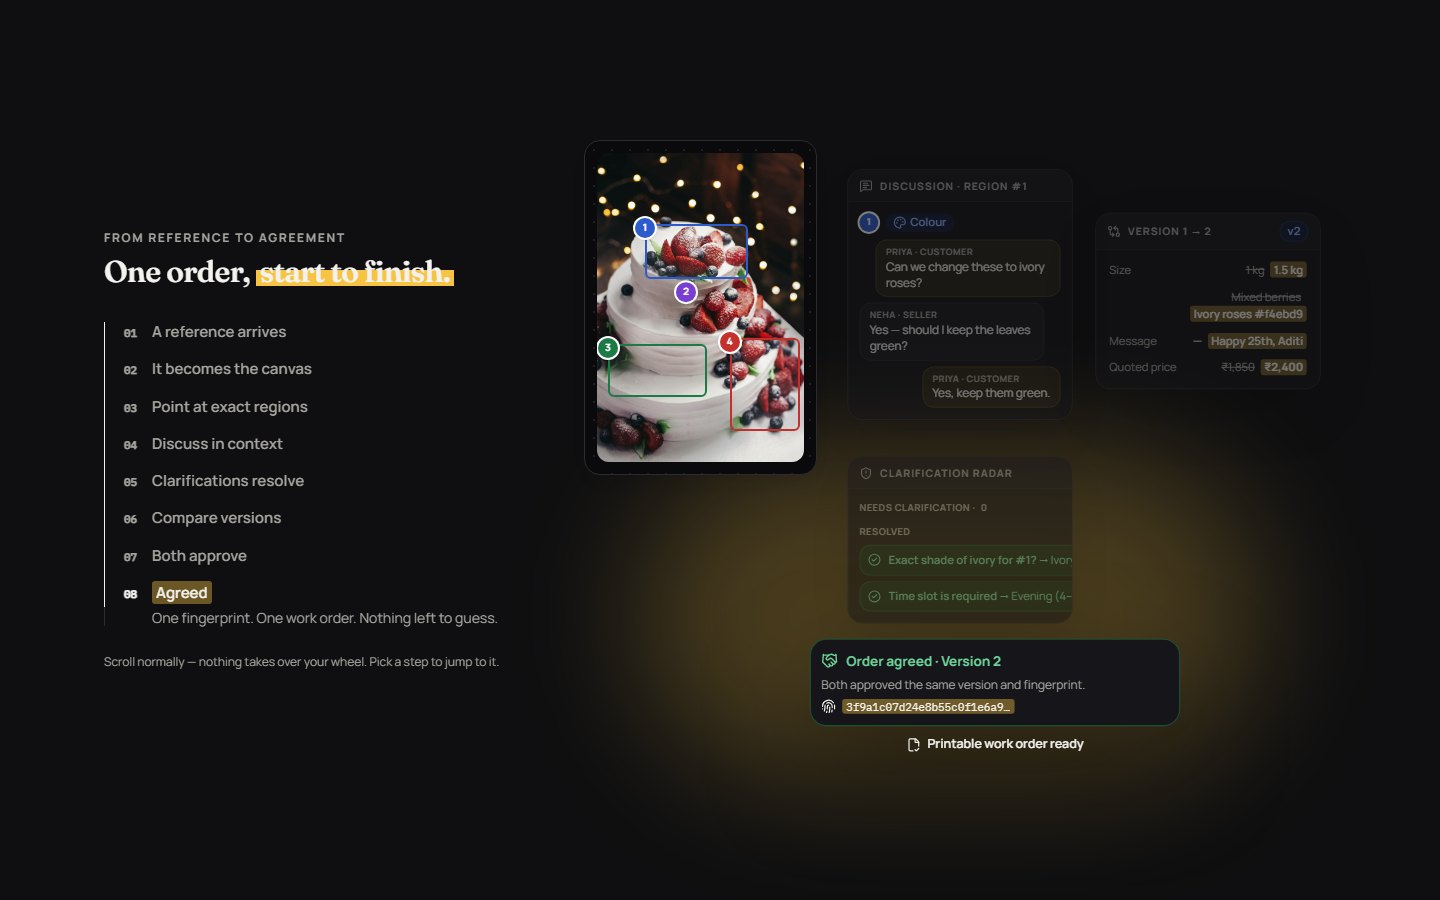 FROM REFERENCE TO AGREEMENT
One order, start to finish.
01 A reference arrives
02 It becomes the canvas
03 Point at exact regions
04 Discuss in context
05 Clarifications resolve
06 Compare versions
07 Both approve
08 Agreed
One fingerprint. One work order. Nothing left to guess.
Scroll normally — nothing takes over your wheel. Pick a step to jump to it.
1
2
3
4
DISCUSSION · REGION #1
1 Colour
PRIYA · CUSTOMER
Can we change these to ivory
roses?
NEHA · SELLER
Yes — should I keep the leaves
green?
PRIYA · CUSTOMER
Yes, keep them green.
VERSION 1 → 2 v2
Size 1 kg 1.5 kg
Mixed berries
Ivory roses #f4ebd9
Message — Happy 25th, Aditi
Quoted price ₹1,850 ₹2,400
CLARIFICATION RADAR
NEEDS CLARIFICATION · 0
RESOLVED
Exact shade of ivory for #1? → Ivory
Time slot is required → Evening (4–
Order agreed · Version 2
Both approved the same version and fingerprint.
3f9a1c07d24e8b55c0f1e6a9…
Printable work order ready